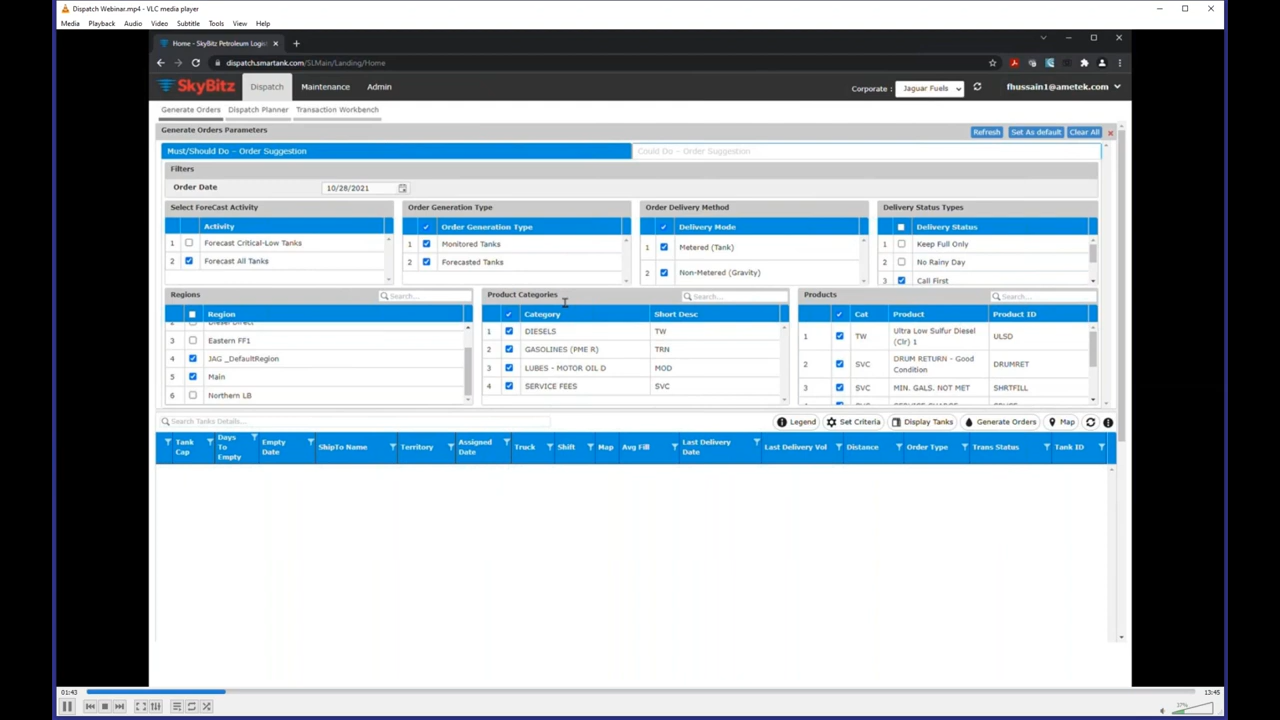 Dispatch Webinar.mp4 - VLC media player
Media Playback Audio Video Subtitle Tools View Help
Home - SkyBitz Petroleum Logist
dispatch.smartank.com/SLMain/Landing/Home
SkyBitz Dispatch Maintenance Admin Corporate : Jaguar Fuels fhussain1@ametek.com
Generate Orders Dispatch Planner Transaction Workbench
Generate Orders Parameters Refresh Set As default Clear All
Must/Should Do - Order Suggestion Could Do - Order Suggestion
Filters
Order Date 10/28/2021
Select ForeCast Activity Order Generation Type Order Delivery Method Delivery Status Types
Activity Order Generation Type Delivery Mode Delivery Status
1 Forecast Critical-Low Tanks 1 Monitored Tanks 1 Metered (Tank) 1 Keep Full Only
2 Forecast All Tanks 2 Forecasted Tanks 2 Non-Metered (Gravity) 2 No Rainy Day
3 Call First
Regions Search... Product Categories Search... Products Search...
Region Category Short Desc Cat Product Product ID
2 Diesel Direct
3 Eastern FF1
4 JAG _DefaultRegion
5 Main
6 Northern LB
1 DIESELS TW
2 GASOLINES (PME R) TRN
3 LUBES - MOTOR OIL D MOD
4 SERVICE FEES SVC
1 TW Ultra Low Sulfur Diesel (Clr) 1 ULSD
2 SVC DRUM RETURN - Good Condition DRUMRET
3 SVC MIN. GALS. NOT MET SHRTFILL
Search Tanks Details... Legend Set Criteria Display Tanks Generate Orders Map
Tank Cap Days To Empty Empty Date ShipTo Name Territory Assigned Date Truck Shift Map Avg Fill Last Delivery Date Last Delivery Vol Distance Order Type Trans Status Tank ID
01:43 13:45
37%